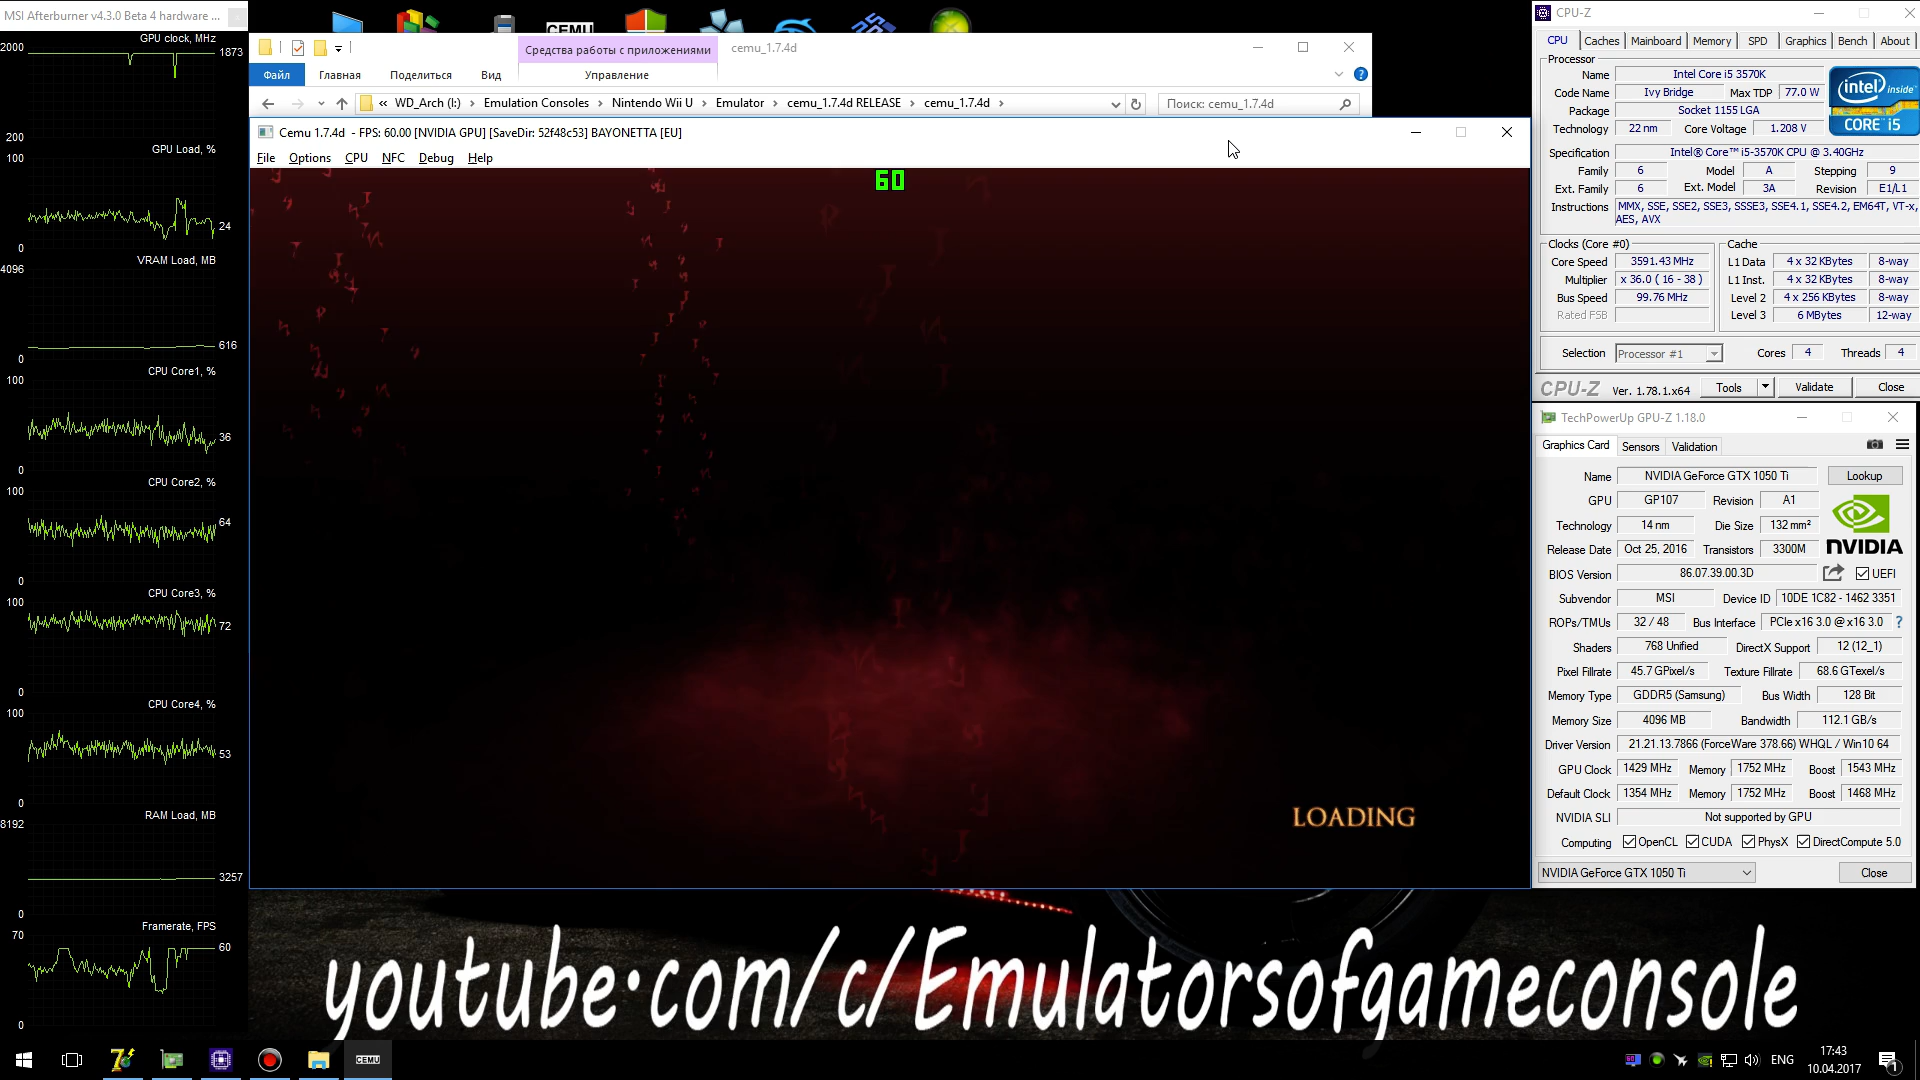 MSI Afterburner v4.3.0 Beta 4 hardware ...
GPU clock, MHz
2000
1873
200
GPU Load, %
100
24
0
VRAM Load, MB
4096
616
0
CPU Core1, %
100
36
0
CPU Core2, %
100
64
0
CPU Core3, %
100
72
0
CPU Core4, %
100
53
0
RAM Load, MB
8192
3257
0
Framerate, FPS
70
60
0
CEMU
Средства работы с приложениями
cemu_1.7.4d
Файл
Главная
Поделиться
Вид
Управление
« WD_Arch (I:) > Emulation Consoles > Nintendo Wii U > Emulator > cemu_1.7.4d RELEASE > cemu_1.7.4d >
Поиск: cemu_1.7.4d
Cemu 1.7.4d - FPS: 60.00 [NVIDIA GPU] [SaveDir: 52f48c53] BAYONETTA [EU]
File Options CPU NFC Debug Help
60
LOADING
CPU-Z
CPU Caches Mainboard Memory SPD Graphics Bench About
Processor
Name Intel Core i5 3570K
Code Name Ivy Bridge Max TDP 77.0 W
Package Socket 1155 LGA
Technology 22 nm Core Voltage 1.208 V
intel inside™
CORE i5
Specification Intel® Core™ i5-3570K CPU @ 3.40GHz
Family 6 Model A Stepping 9
Ext. Family 6 Ext. Model 3A Revision E1/L1
Instructions MMX, SSE, SSE2, SSE3, SSSE3, SSE4.1, SSE4.2, EM64T, VT-x,
AES, AVX
Clocks (Core #0)
Core Speed 3591.43 MHz
Multiplier x 36.0 ( 16 - 38 )
Bus Speed 99.76 MHz
Rated FSB
Cache
L1 Data 4 x 32 KBytes 8-way
L1 Inst. 4 x 32 KBytes 8-way
Level 2 4 x 256 KBytes 8-way
Level 3 6 MBytes 12-way
Selection Processor #1 Cores 4 Threads 4
CPU-Z Ver. 1.78.1.x64 Tools Validate Close
TechPowerUp GPU-Z 1.18.0
Graphics Card Sensors Validation
Name NVIDIA GeForce GTX 1050 Ti Lookup
GPU GP107 Revision A1
Technology 14 nm Die Size 132 mm²
Release Date Oct 25, 2016 Transistors 3300M
NVIDIA
BIOS Version 86.07.39.00.3D UEFI
Subvendor MSI Device ID 10DE 1C82 - 1462 3351
ROPs/TMUs 32 / 48 Bus Interface PCIe x16 3.0 @ x16 3.0 ?
Shaders 768 Unified DirectX Support 12 (12_1)
Pixel Fillrate 45.7 GPixel/s Texture Fillrate 68.6 GTexel/s
Memory Type GDDR5 (Samsung) Bus Width 128 Bit
Memory Size 4096 MB Bandwidth 112.1 GB/s
Driver Version 21.21.13.7866 (ForceWare 378.66) WHQL / Win10 64
GPU Clock 1429 MHz Memory 1752 MHz Boost 1543 MHz
Default Clock 1354 MHz Memory 1752 MHz Boost 1468 MHz
NVIDIA SLI Not supported by GPU
Computing OpenCL CUDA PhysX DirectCompute 5.0
NVIDIA GeForce GTX 1050 Ti Close
youtube.com/c/Emulatorsofgameconsole
CEMU
ENG
17:43
10.04.2017
1